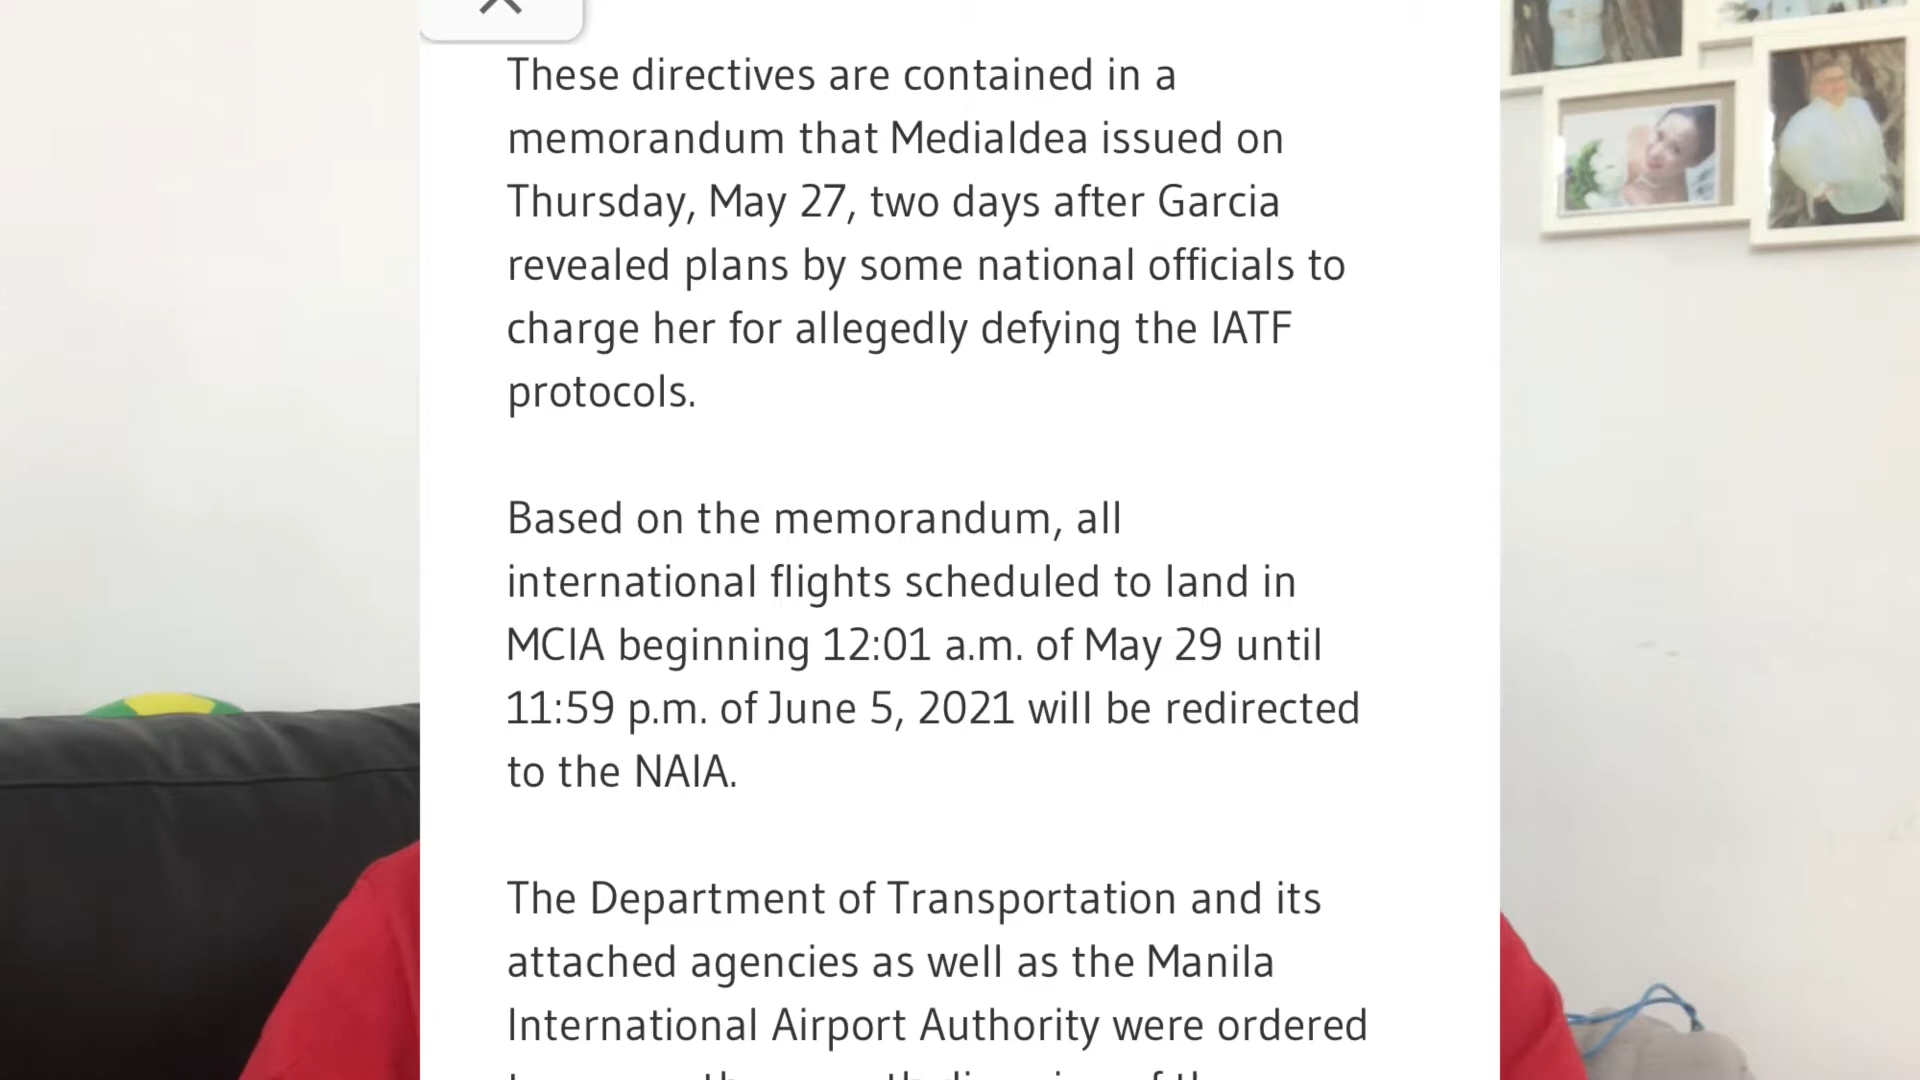 These directives are contained in a
memorandum that Medialdea issued on
Thursday, May 27, two days after Garcia
revealed plans by some national officials to
charge her for allegedly defying the IATF
protocols.
Based on the memorandum, all
international flights scheduled to land in
MCIA beginning 12:01 a.m. of May 29 until
11:59 p.m. of June 5, 2021 will be redirected
to the NAIA.
The Department of Transportation and its
attached agencies as well as the Manila
International Airport Authority were ordered